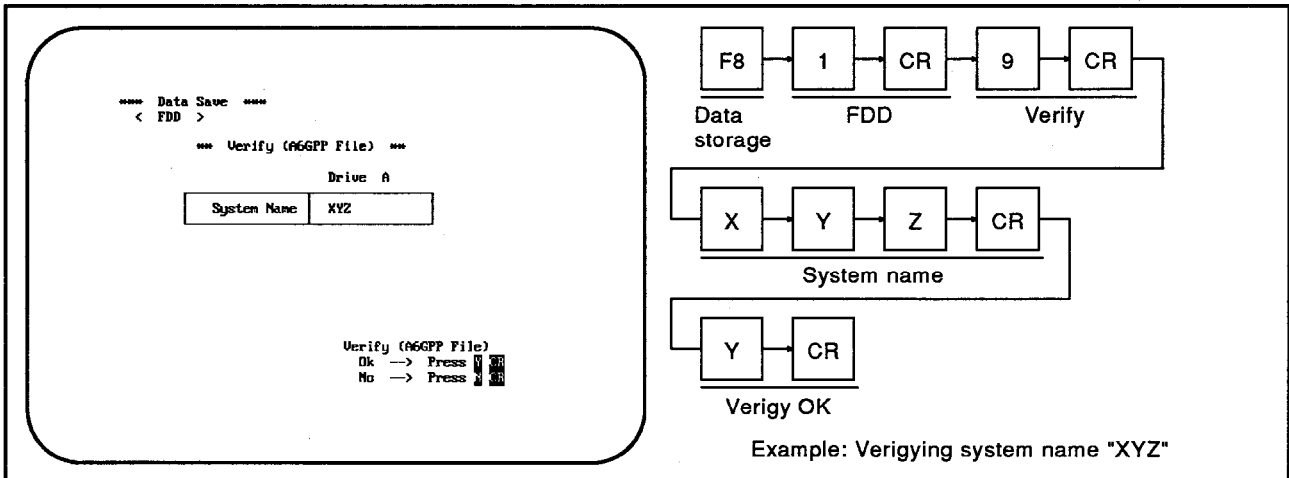 *** Data Save ***
< FDD >
** Verify (A6GPP File) **
Drive A
System Name XYZ
Verify (A6GPP File)
Ok --> Press Y CR
No --> Press N CR
F8 1 CR 9 CR
Data storage
FDD
Verify
X Y Z CR
System name
Y CR
Verigy OK
Example: Verigying system name "XYZ"